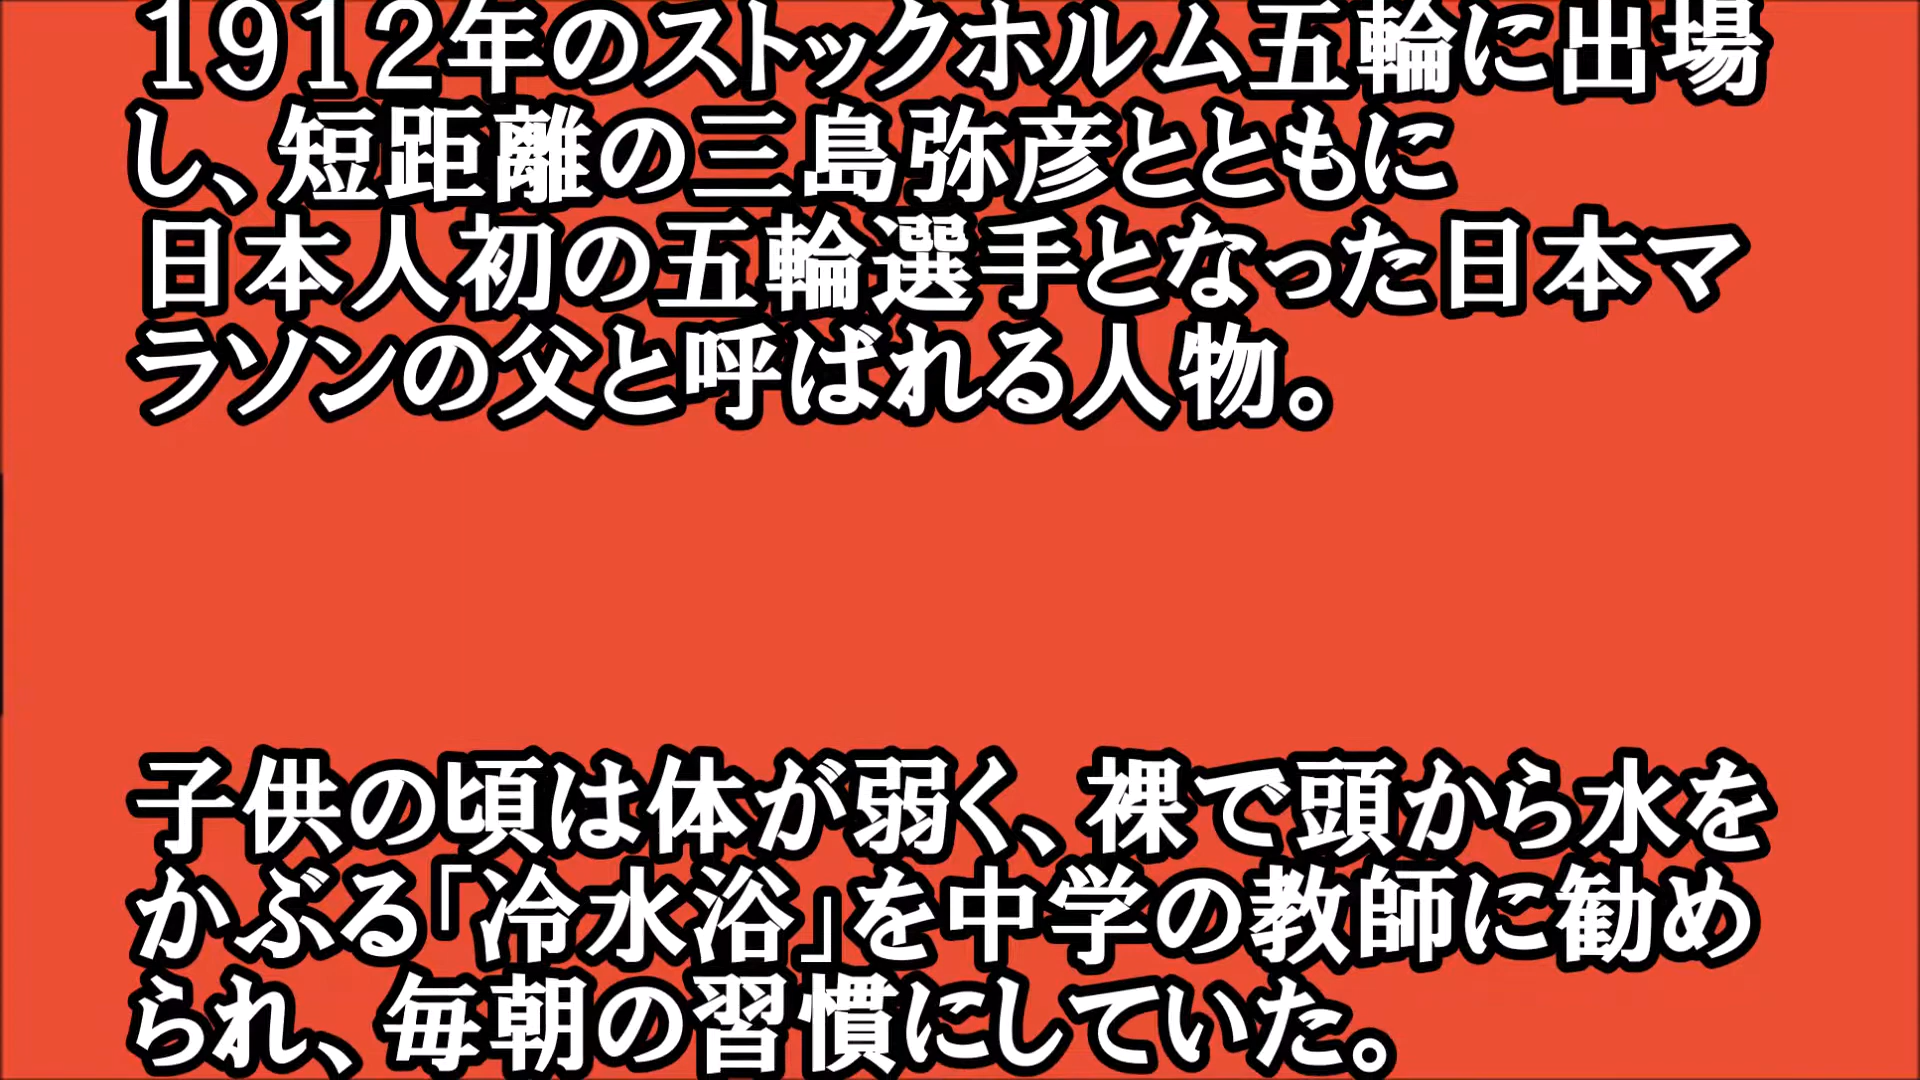 1912年のストックホルム五輪に出場
し、短距離の三島弥彦とともに
日本人初の五輪選手となった日本マ
ラソンの父と呼ばれる人物。
子供の頃は体が弱く、裸で頭から水を
かぶる「冷水浴」を中学の教師に勧め
られ、毎朝の習慣にしていた。